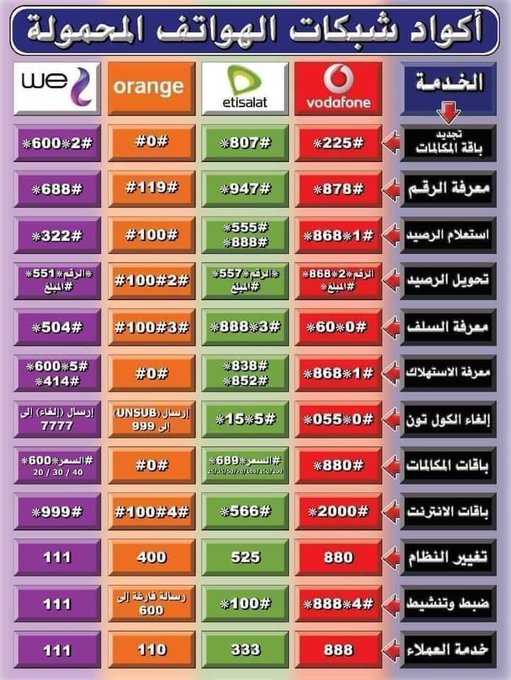 أكواد شبكات الهواتف المحمولة
الخدمة
vodafone
etisalat
orange
we
تجديد
باقة المكالمات
*225#
*807#
#0#
*600*2#
معرفة الرقم
*878#
*947#
#119#
*688#
استعلام الرصيد
*868*1#
*555#
*888#
#100#
*322#
تحويل الرصيد
*868*2*الرقم
*المبلغ#
*557*الرقم*
المبلغ#
#100#2#
*551*الرقم*
المبلغ#
معرفة السلف
*60*0#
*888*3#
#100#3#
*504#
معرفة الاستهلاك
*868*1#
*838#
*852#
#0#
*600*5#
*414#
إلغاء الكول تون
*055*0#
*15*5#
إرسال (UNSUB)
إلى 999
إرسال (إلغاء) إلى
7777
باقات المكالمات
*880#
*689*السعر#
#0#
*600*السعر#
20 / 30 / 40
باقات الانترنت
*2000#
*566#
#100#4#
*999#
تغيير النظام
880
525
400
111
ضبط وتنشيط
*888*4#
*100#
رسالة فارغة إلى
600
111
خدمة العملاء
888
333
110
111